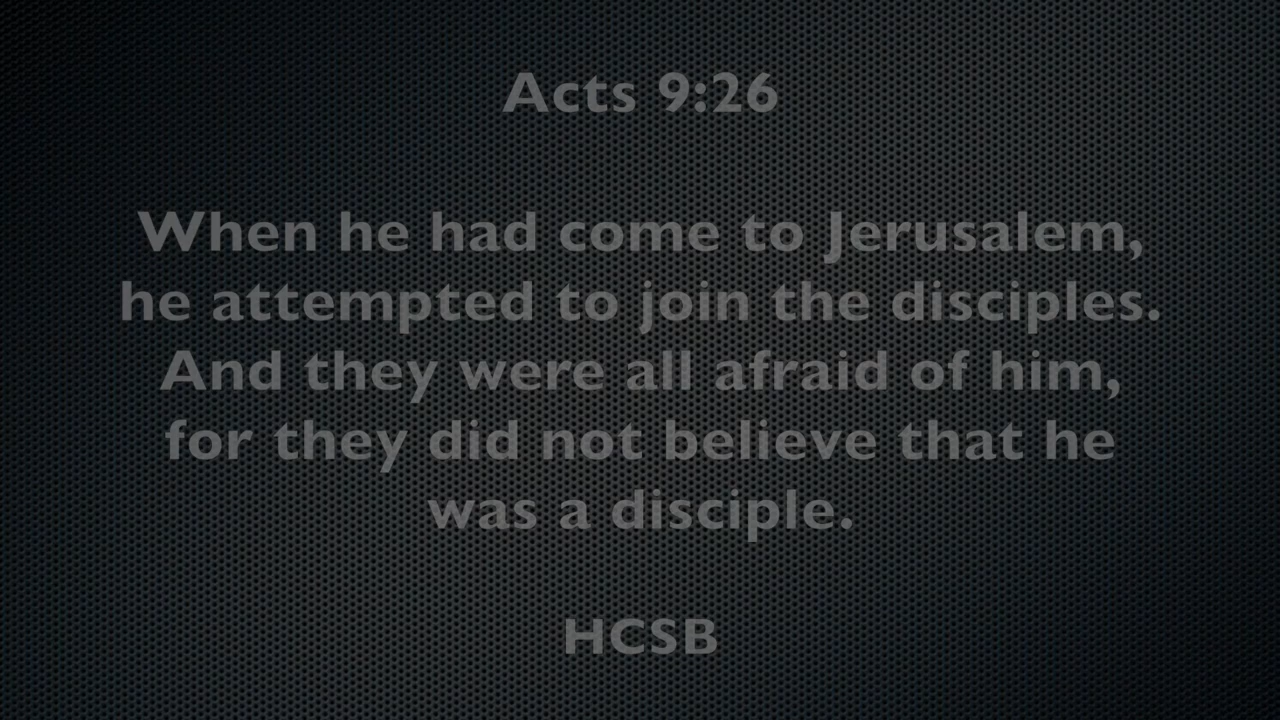 Acts 9:26
When he had come to Jerusalem,
he attempted to join the disciples.
And they were all afraid of him,
for they did not believe that he
was a disciple.
HCSB